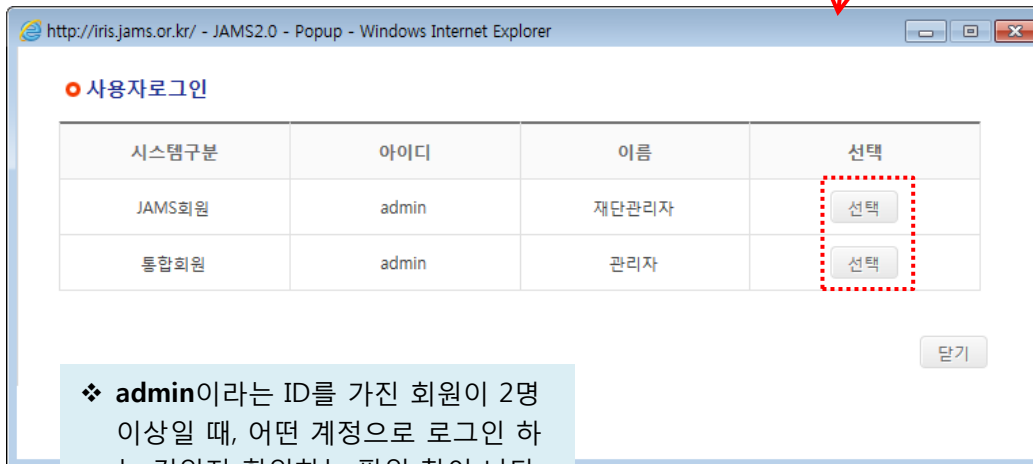 http://iris.jams.or.kr/ - JAMS2.0 - Popup - Windows Internet Explorer
사용자로그인
시스템구분 아이디 이름 선택
JAMS회원 admin 재단관리자 선택
통합회원 admin 관리자 선택
닫기
❖ admin이라는 ID를 가진 회원이 2명
이상일 때, 어떤 계정으로 로그인 하